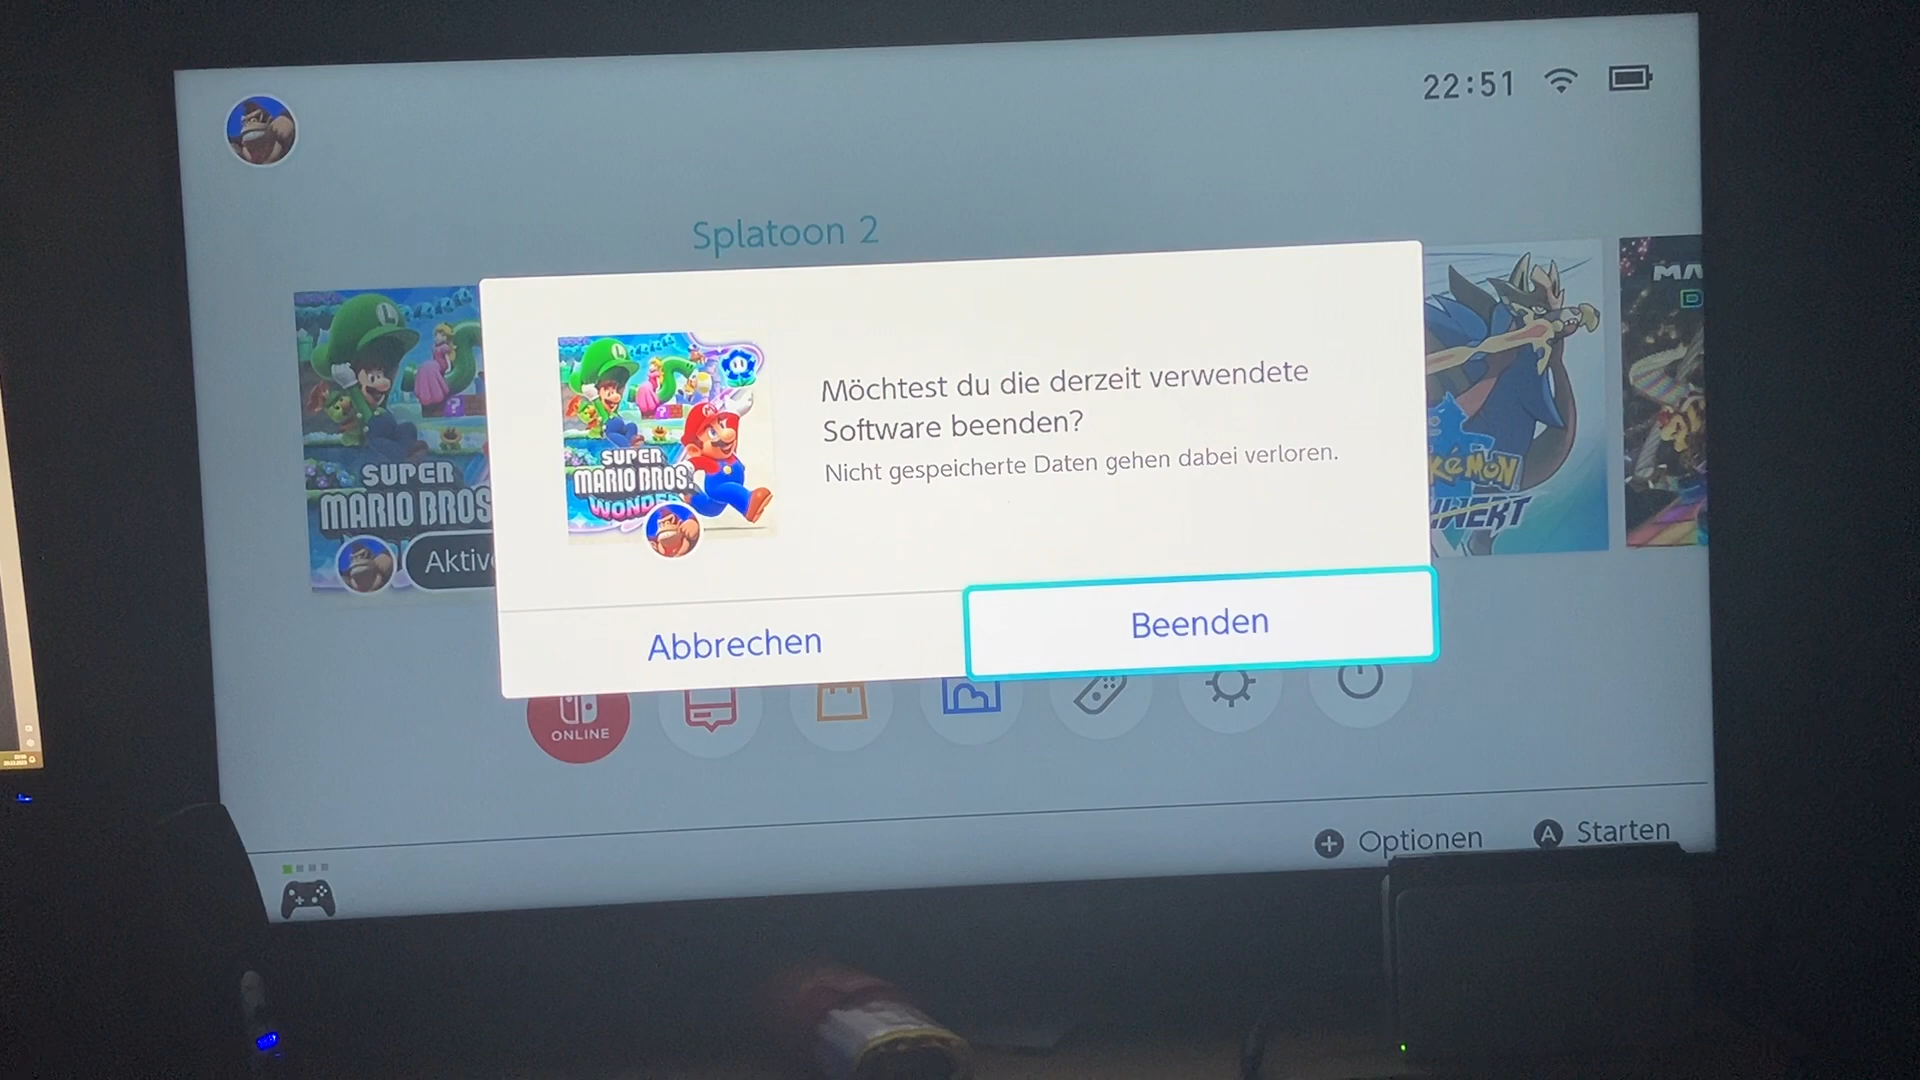 22:51
Splatoon 2
SUPER
MARIO BROS.
WONDER
Möchtest du die derzeit verwendete
Software beenden?
Nicht gespeicherte Daten gehen dabei verloren.
SUPER
MARIO BROS
Abbrechen
Beenden
ONLINE
Optionen
A Starten